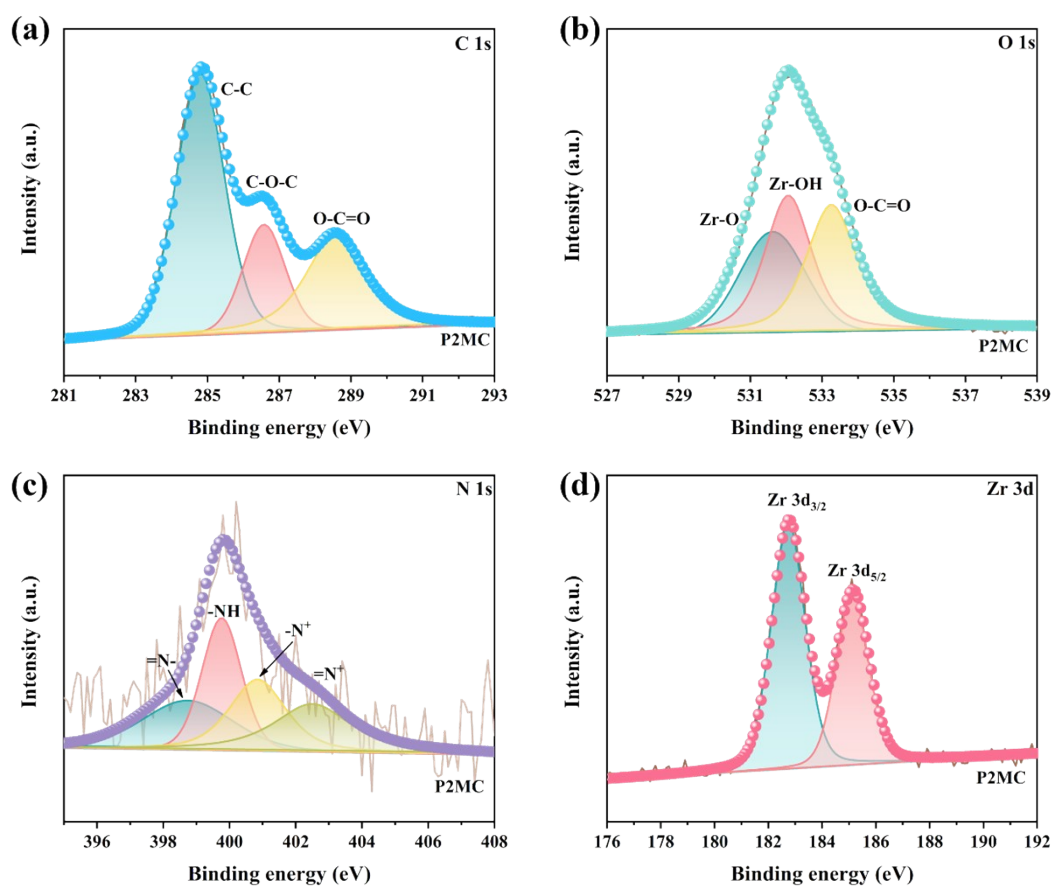 (a)
C 1s
C-C
C-O-C
O-C=O
P2MC
Intensity (a.u.)
281 283 285 287 289 291 293
Binding energy (eV)
(b)
O 1s
Zr-O
Zr-OH
O-C=O
P2MC
Intensity (a.u.)
527 529 531 533 535 537 539
Binding energy (eV)
(c)
N 1s
=N-
-NH
-N⁺
=N⁺
P2MC
Intensity (a.u.)
396 398 400 402 404 406 408
Binding energy (eV)
(d)
Zr 3d
Zr 3d₃/₂
Zr 3d₅/₂
P2MC
Intensity (a.u.)
176 178 180 182 184 186 188 190 192
Binding energy (eV)